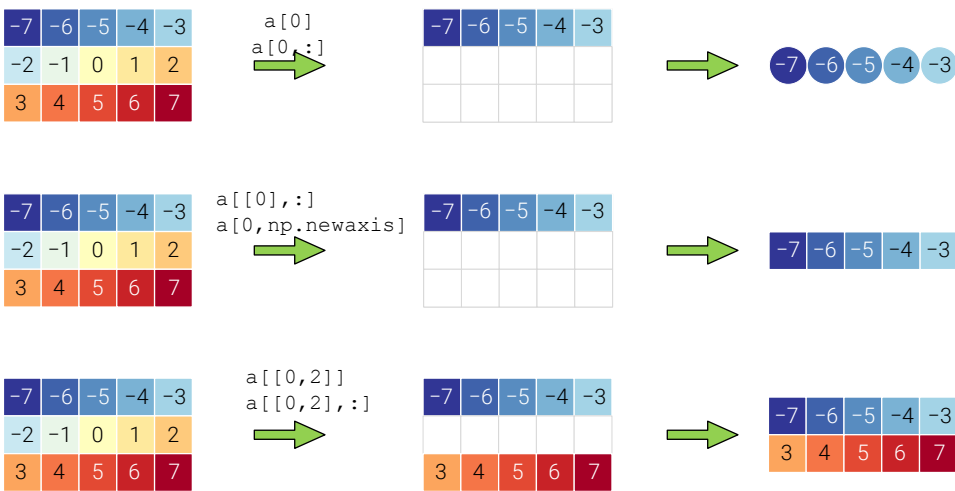 a[0]
a[0,:]
−7 −6 −5 −4 −3
−2 −1 0 1 2
3 4 5 6 7
−7 −6 −5 −4 −3
−7 −6 −5 −4 −3
a[[0],:]
a[0,np.newaxis]
−7 −6 −5 −4 −3
−2 −1 0 1 2
3 4 5 6 7
−7 −6 −5 −4 −3
−7 −6 −5 −4 −3
a[[0,2]]
a[[0,2],:]
−7 −6 −5 −4 −3
−2 −1 0 1 2
3 4 5 6 7
−7 −6 −5 −4 −3
3 4 5 6 7
−7 −6 −5 −4 −3
3 4 5 6 7